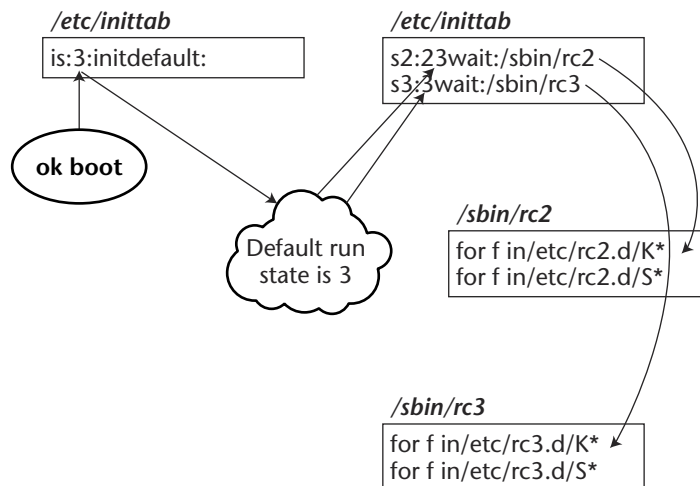 /etc/inittab
is:3:initdefault:
/etc/inittab
s2:23wait:/sbin/rc2
s3:3wait:/sbin/rc3
ok boot
Default run
state is 3
/sbin/rc2
for f in/etc/rc2.d/K*
for f in/etc/rc2.d/S*
/sbin/rc3
for f in/etc/rc3.d/K*
for f in/etc/rc3.d/S*